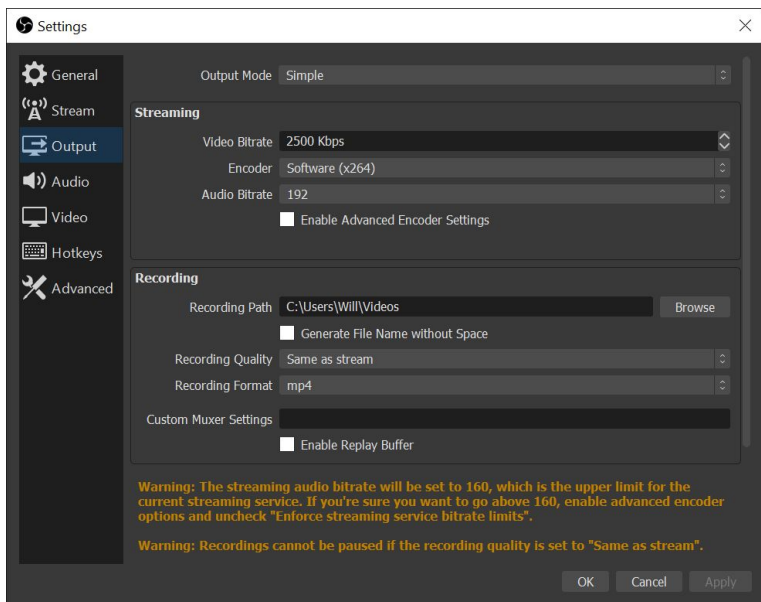 Settings
General
Stream
Output
Audio
Video
Hotkeys
Advanced
Output Mode Simple
Streaming
Video Bitrate 2500 Kbps
Encoder Software (x264)
Audio Bitrate 192
Enable Advanced Encoder Settings
Recording
Recording Path C:\Users\Will\Videos Browse
Generate File Name without Space
Recording Quality Same as stream
Recording Format mp4
Custom Muxer Settings
Enable Replay Buffer
Warning: The streaming audio bitrate will be set to 160, which is the upper limit for the
current streaming service. If you're sure you want to go above 160, enable advanced encoder
options and uncheck "Enforce streaming service bitrate limits".
Warning: Recordings cannot be paused if the recording quality is set to "Same as stream".
OK Cancel Apply